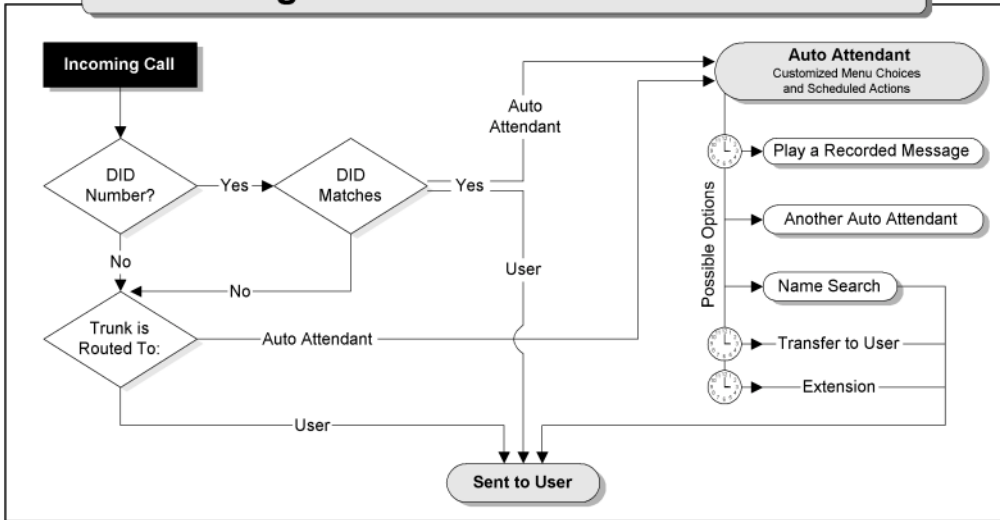 Incoming Call
DID
Number?
Yes
DID
Matches
Yes
Auto
Attendant
User
No
No
Trunk is
Routed To:
Auto Attendant
User
Auto Attendant
Customized Menu Choices
and Scheduled Actions
Possible Options
Play a Recorded Message
Another Auto Attendant
Name Search
Transfer to User
Extension
Sent to User